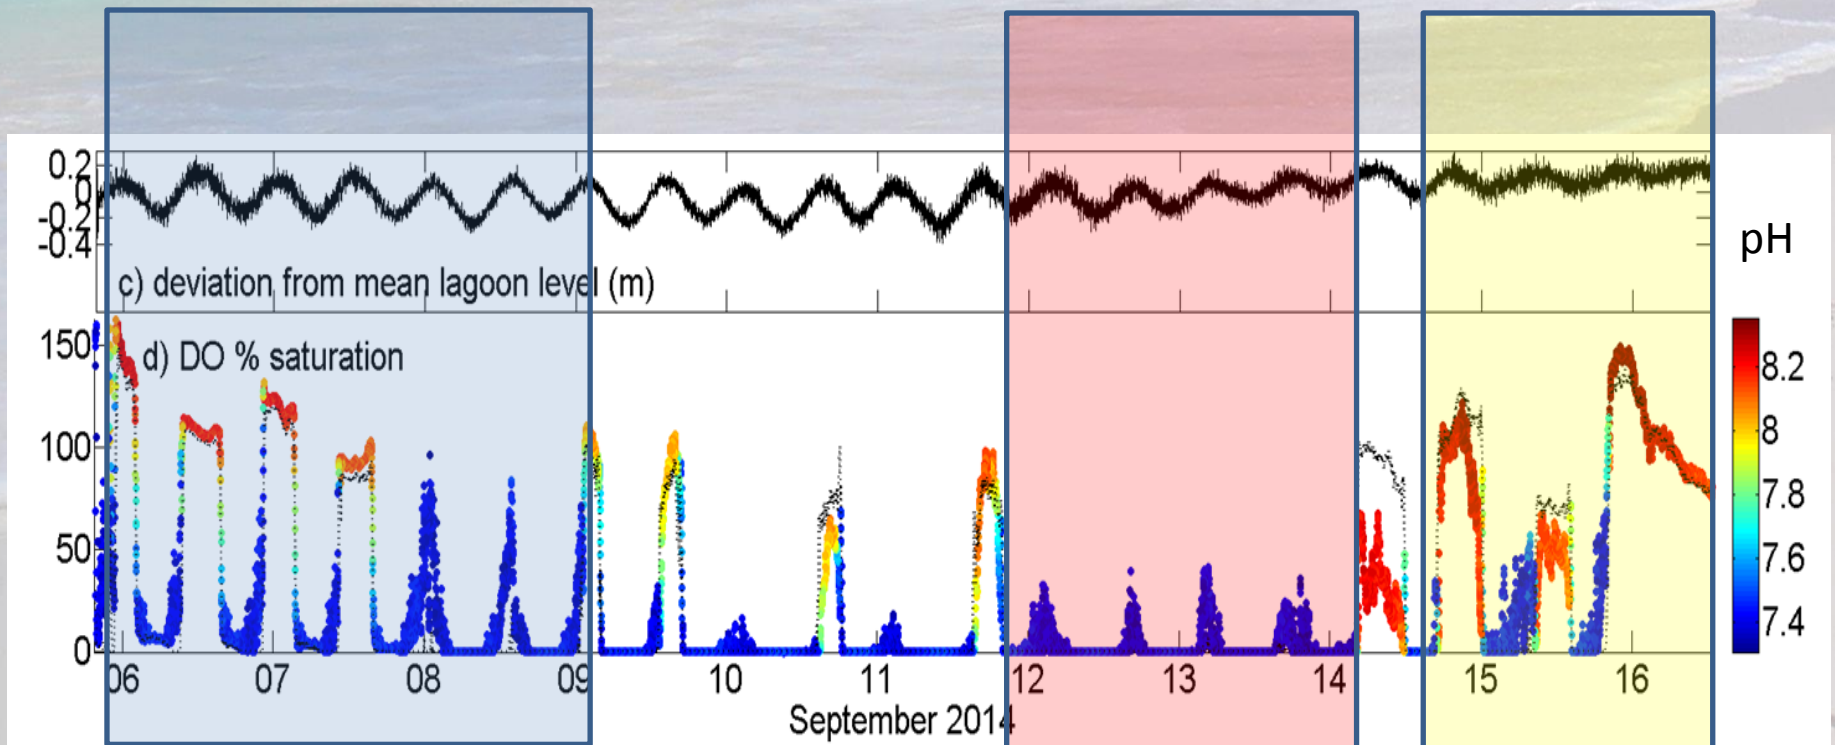 0.2
0
-0.2
-0.4
c) deviation from mean lagoon level (m)
pH
150
100
50
0
d) DO % saturation
8.2
8
7.8
7.6
7.4
06 07 08 09 10 11 12 13 14 15 16
September 2014